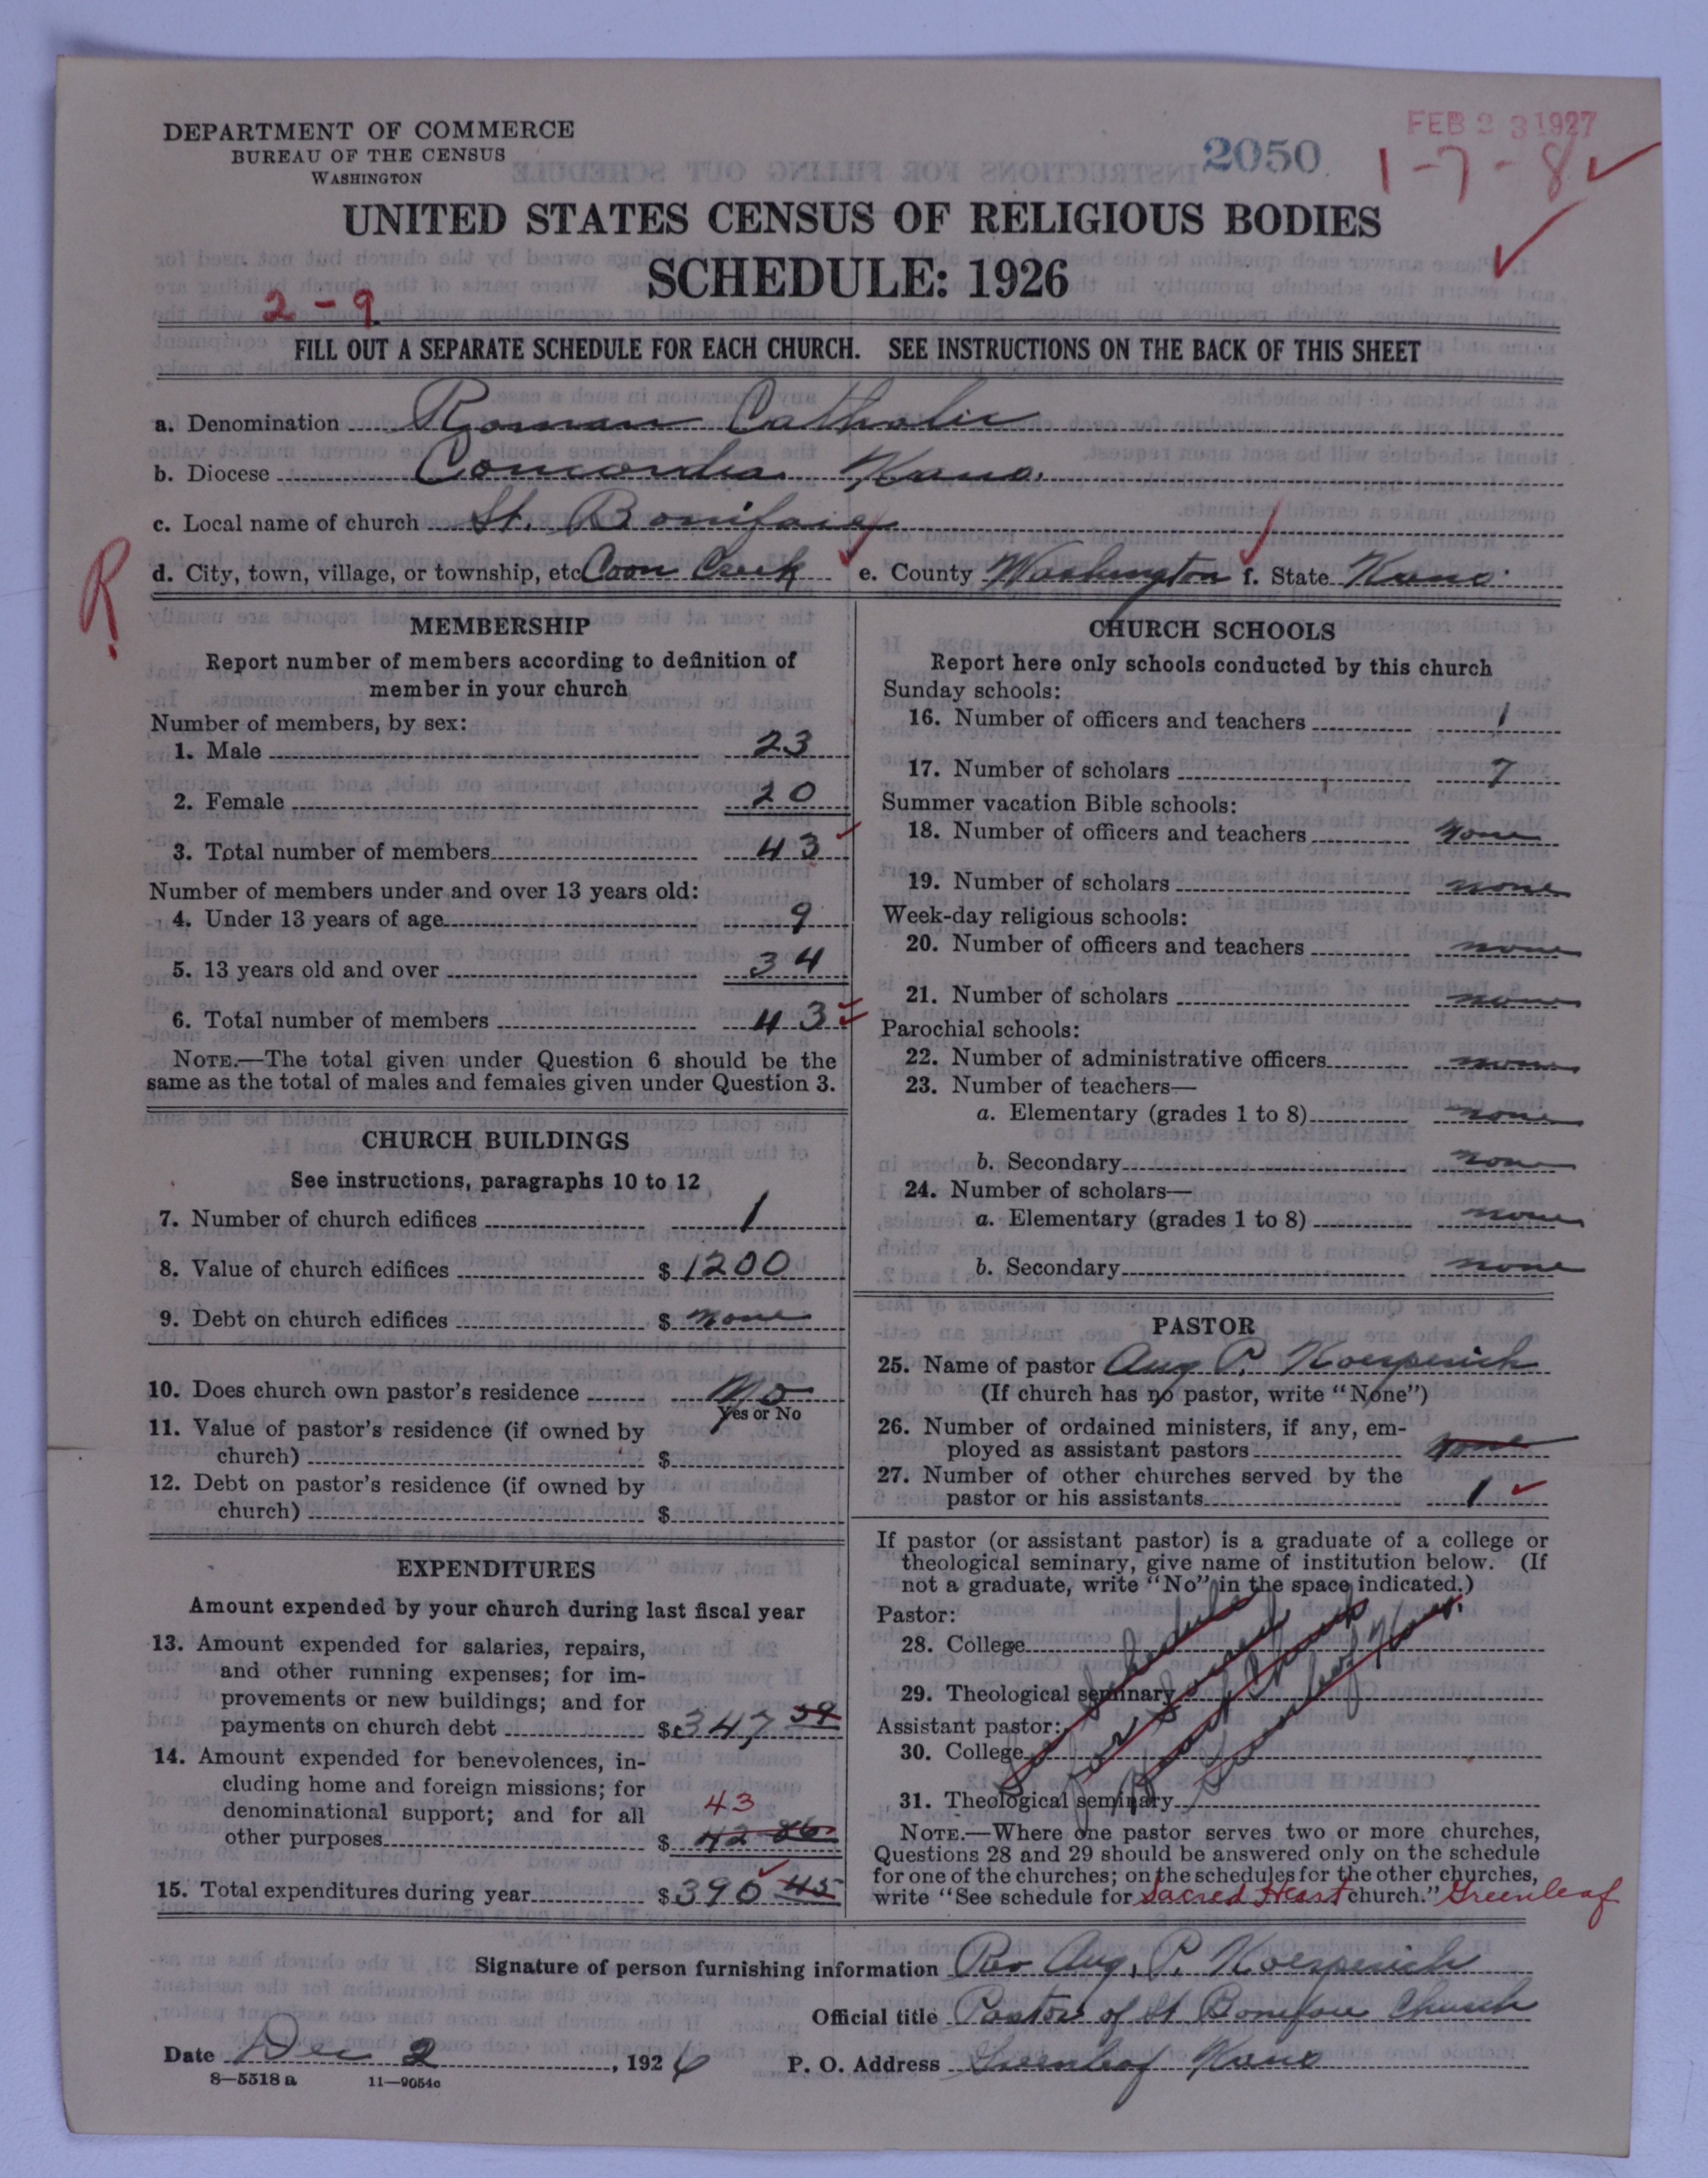 DEPARTMENT OF COMMERCE
BUREAU OF THE CENSUS
WASHINGTON
2050
FEB 23 1927
1-7-8
UNITED STATES CENSUS OF RELIGIOUS BODIES
SCHEDULE: 1926
2-9
FILL OUT A SEPARATE SCHEDULE FOR EACH CHURCH. SEE INSTRUCTIONS ON THE BACK OF THIS SHEET
a. Denomination Roman Catholic
b. Diocese Concordia Kans.
c. Local name of church St. Boniface
R
d. City, town, village, or township, etc Coon Creek e. County Washington f. State Kans.
MEMBERSHIP
Report number of members according to definition of
member in your church
Number of members, by sex:
1. Male 23
2. Female 20
3. Total number of members 43
Number of members under and over 13 years old:
4. Under 13 years of age 9
5. 13 years old and over 34
6. Total number of members 43
NOTE.—The total given under Question 6 should be the
same as the total of males and females given under Question 3.
CHURCH BUILDINGS
See instructions, paragraphs 10 to 12
7. Number of church edifices 1
8. Value of church edifices $ 1200
9. Debt on church edifices $ none
10. Does church own pastor's residence No
Yes or No
11. Value of pastor's residence (if owned by
church) $
12. Debt on pastor's residence (if owned by
church) $
EXPENDITURES
Amount expended by your church during last fiscal year
13. Amount expended for salaries, repairs,
and other running expenses; for im-
provements or new buildings; and for
payments on church debt $ 347 59
14. Amount expended for benevolences, in-
cluding home and foreign missions; for
denominational support; and for all
43
other purposes $ 42 86
15. Total expenditures during year $ 390 45
CHURCH SCHOOLS
Report here only schools conducted by this church
Sunday schools:
16. Number of officers and teachers 1
17. Number of scholars 7
Summer vacation Bible schools:
18. Number of officers and teachers none
19. Number of scholars none
Week-day religious schools:
20. Number of officers and teachers none
21. Number of scholars none
Parochial schools:
22. Number of administrative officers none
23. Number of teachers—
a. Elementary (grades 1 to 8) none
b. Secondary none
24. Number of scholars—
a. Elementary (grades 1 to 8) none
b. Secondary none
PASTOR
25. Name of pastor Aug P. Koesperich
(If church has no pastor, write "None")
26. Number of ordained ministers, if any, em-
ployed as assistant pastors none
27. Number of other churches served by the
pastor or his assistants 1
If pastor (or assistant pastor) is a graduate of a college or
theological seminary, give name of institution below. (If
not a graduate, write "No" in the space indicated.)
Pastor:
28. College
29. Theological seminary
Assistant pastor:
30. College
31. Theological seminary
See schedule for Sacred Heart Church Greenleaf Kans.
NOTE.—Where one pastor serves two or more churches,
Questions 28 and 29 should be answered only on the schedule
for one of the churches; on the schedules for the other churches,
write "See schedule for Sacred Heart church." Greenleaf
Signature of person furnishing information Rev Aug. P. Koesperich
Official title Pastor of St Boniface Church
Date Dec 2, 1926 P. O. Address Greenleaf Kans
8—5518 a 11—9054c